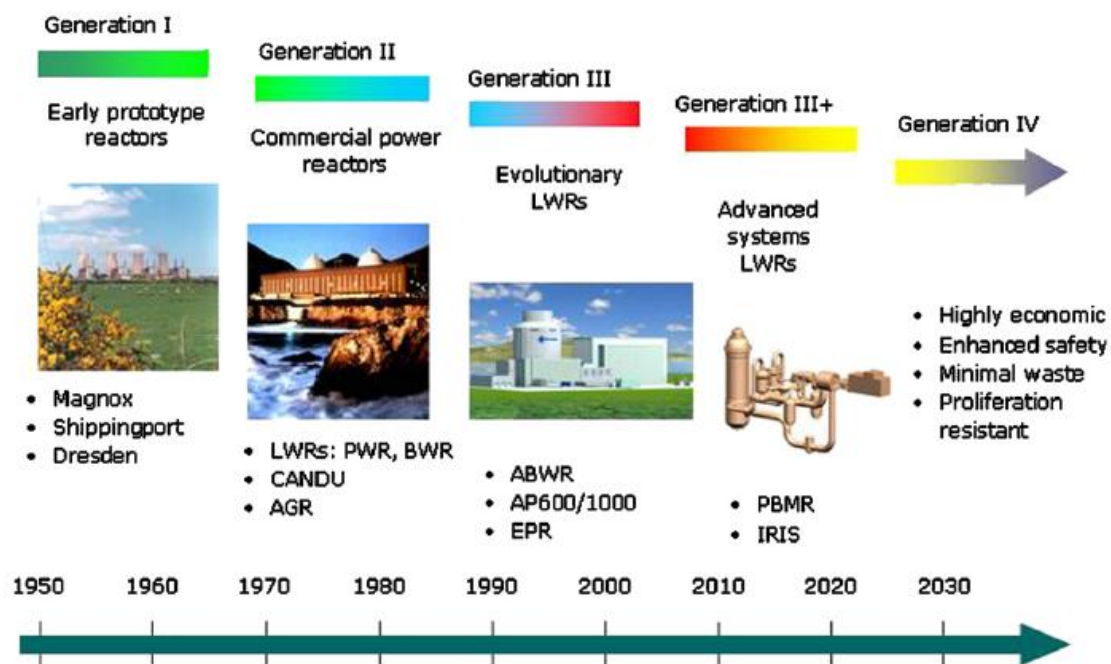 Generation I
Early prototype
reactors
• Magnox
• Shippingport
• Dresden
Generation II
Commercial power
reactors
• LWRs: PWR, BWR
• CANDU
• AGR
Generation III
Evolutionary
LWRs
• ABWR
• AP600/1000
• EPR
Generation III+
Advanced
systems
LWRs
• PBMR
• IRIS
Generation IV
• Highly economic
• Enhanced safety
• Minimal waste
• Proliferation
resistant
1950 1960 1970 1980 1990 2000 2010 2020 2030